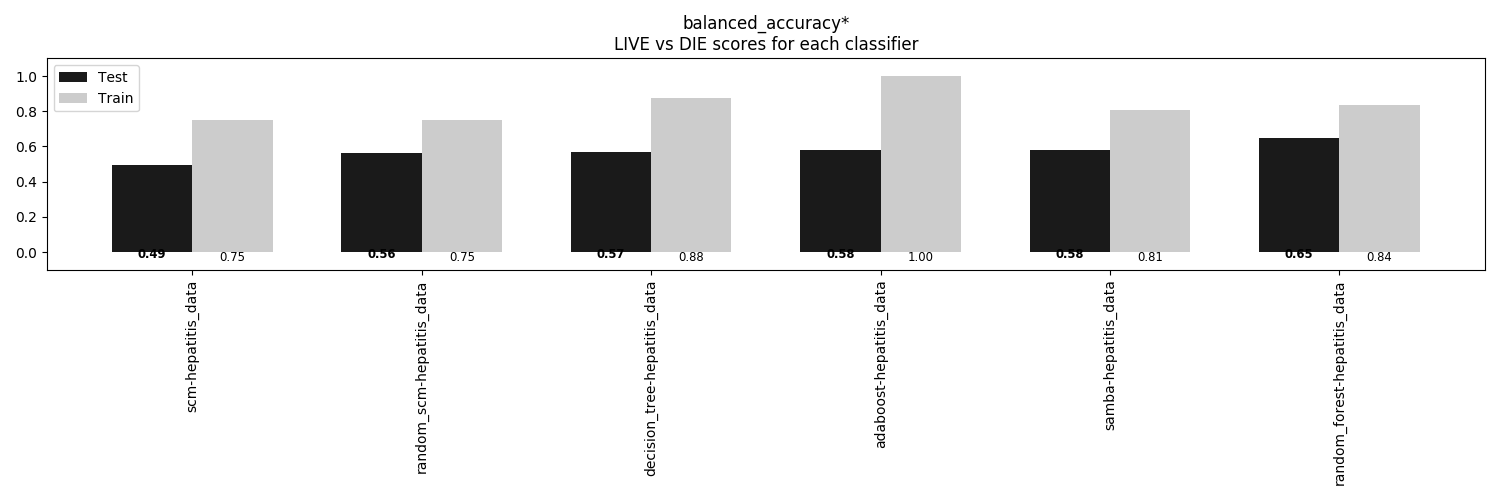 balanced_accuracy*
LIVE vs DIE scores for each classifier
Test
Train
1.0
0.8
0.6
0.4
0.2
0.0
0.49
0.75
0.56
0.75
0.57
0.88
0.58
1.00
0.58
0.81
0.65
0.84
scm-hepatitis_data
random_scm-hepatitis_data
decision_tree-hepatitis_data
adaboost-hepatitis_data
samba-hepatitis_data
random_forest-hepatitis_data